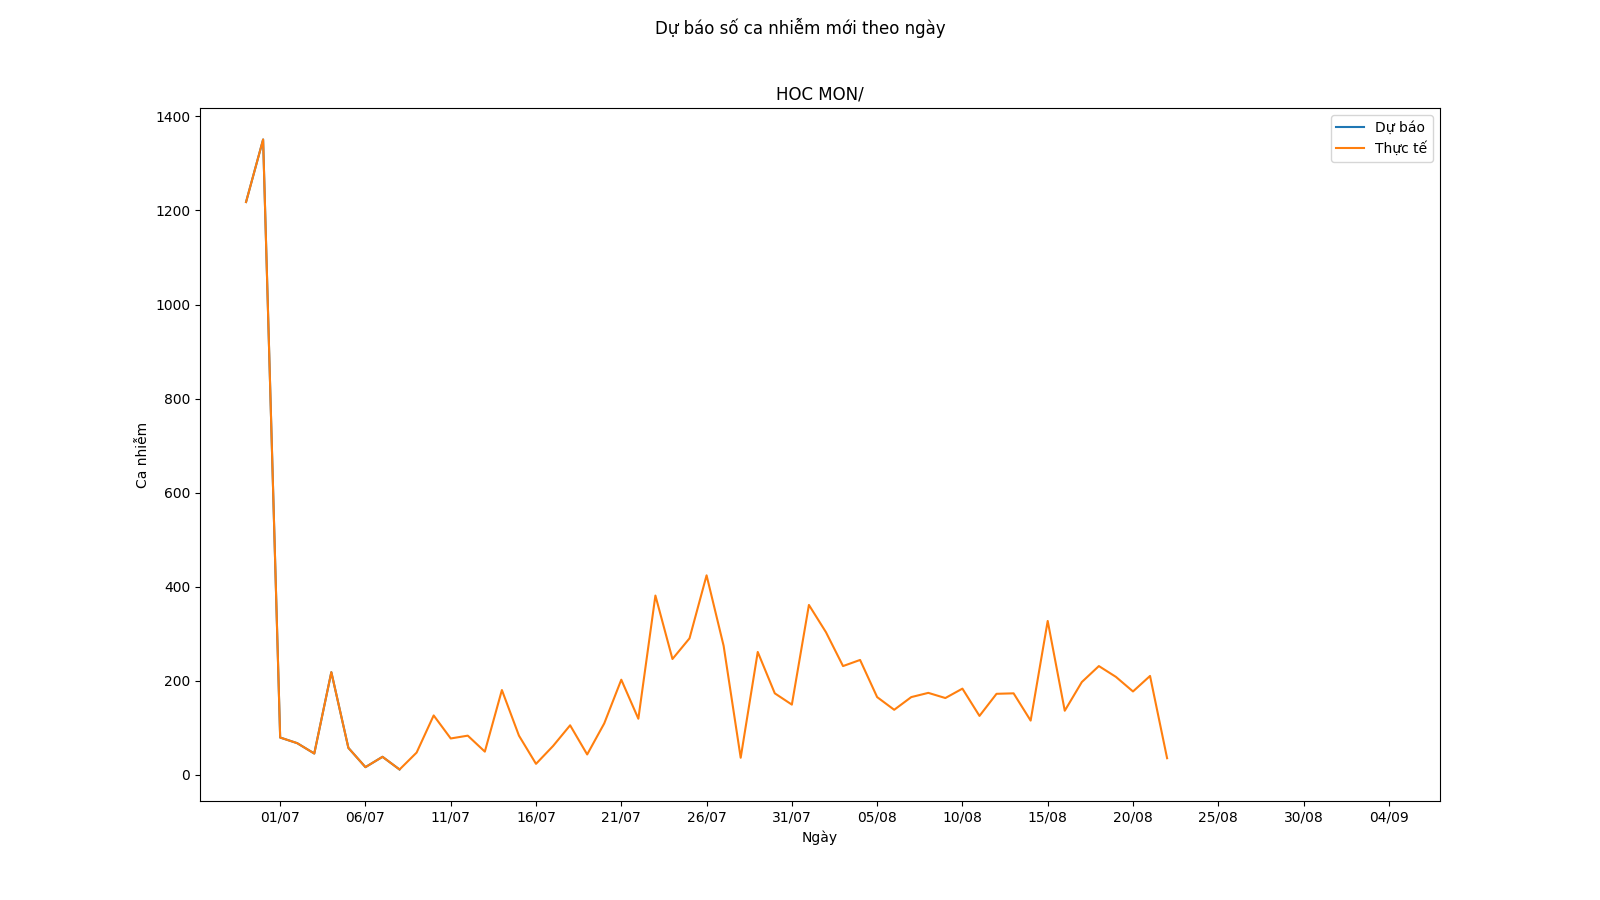 Dự báo số ca nhiễm mới theo ngày
HOC MON/
Dự báo
Thực tế
1400
1200
1000
800
600
400
200
0
Ca nhiễm
01/07 06/07 11/07 16/07 21/07 26/07 31/07 05/08 10/08 15/08 20/08 25/08 30/08 04/09
Ngày